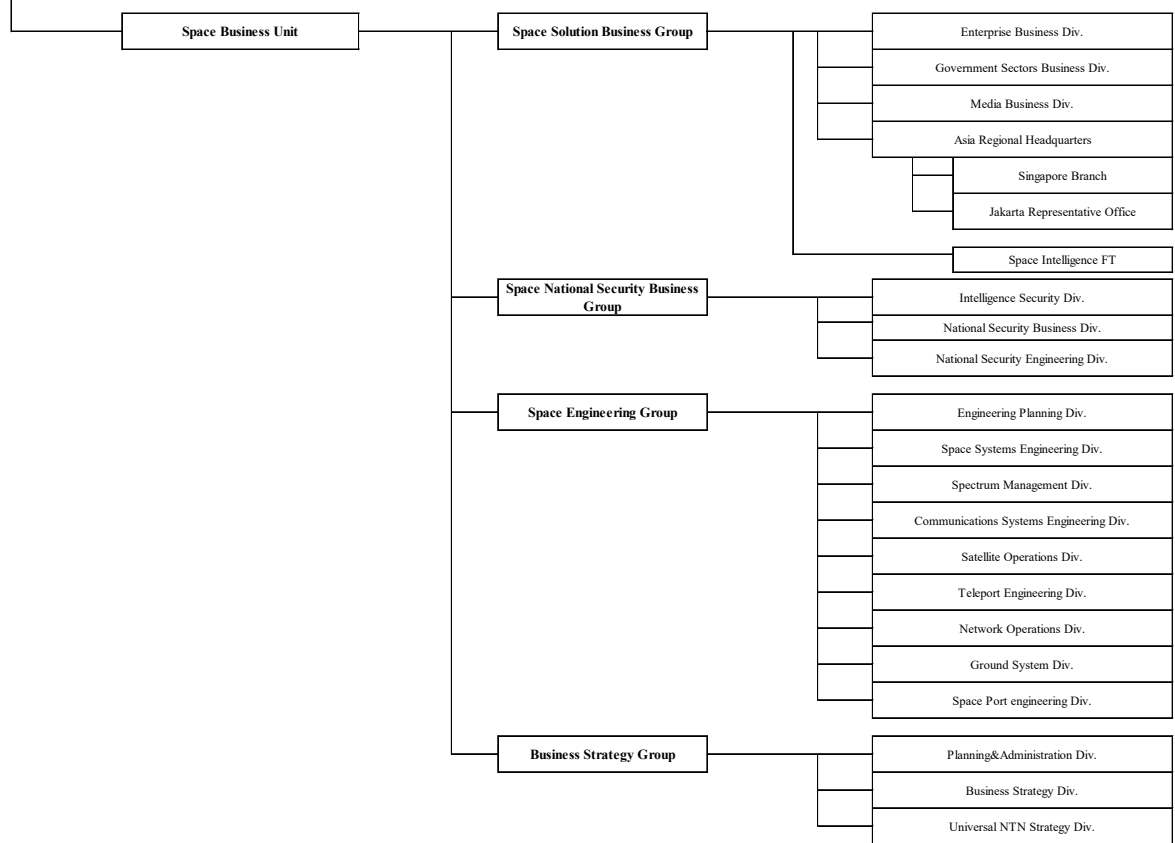 Space Business Unit
Space Solution Business Group
Enterprise Business Div.
Government Sectors Business Div.
Media Business Div.
Asia Regional Headquarters
Singapore Branch
Jakarta Representative Office
Space Intelligence FT
Space National Security Business
Group
Intelligence Security Div.
National Security Business Div.
National Security Engineering Div.
Space Engineering Group
Engineering Planning Div.
Space Systems Engineering Div.
Spectrum Management Div.
Communications Systems Engineering Div.
Satellite Operations Div.
Teleport Engineering Div.
Network Operations Div.
Ground System Div.
Space Port engineering Div.
Business Strategy Group
Planning&Administration Div.
Business Strategy Div.
Universal NTN Strategy Div.